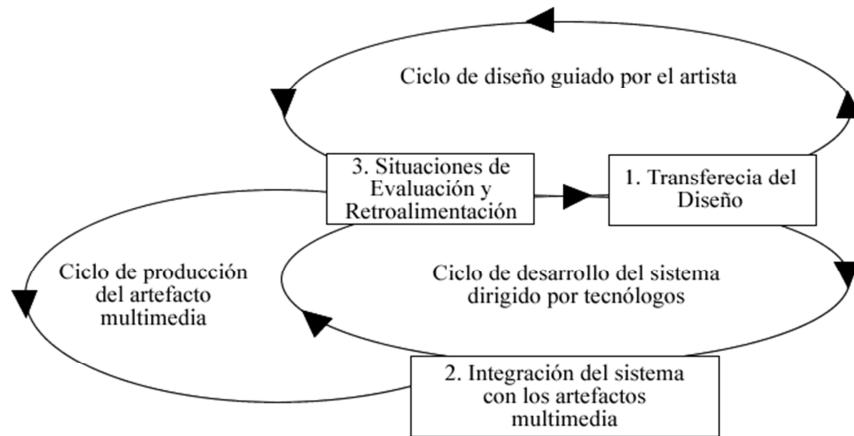 Ciclo de diseño guiado por el artista
3. Situaciones de
Evaluación y
Retroalimentación
1. Transferecia del
Diseño
Ciclo de producción
del artefacto
multimedia
Ciclo de desarrollo del sistema
dirigido por tecnólogos
2. Integración del sistema
con los artefactos
multimedia